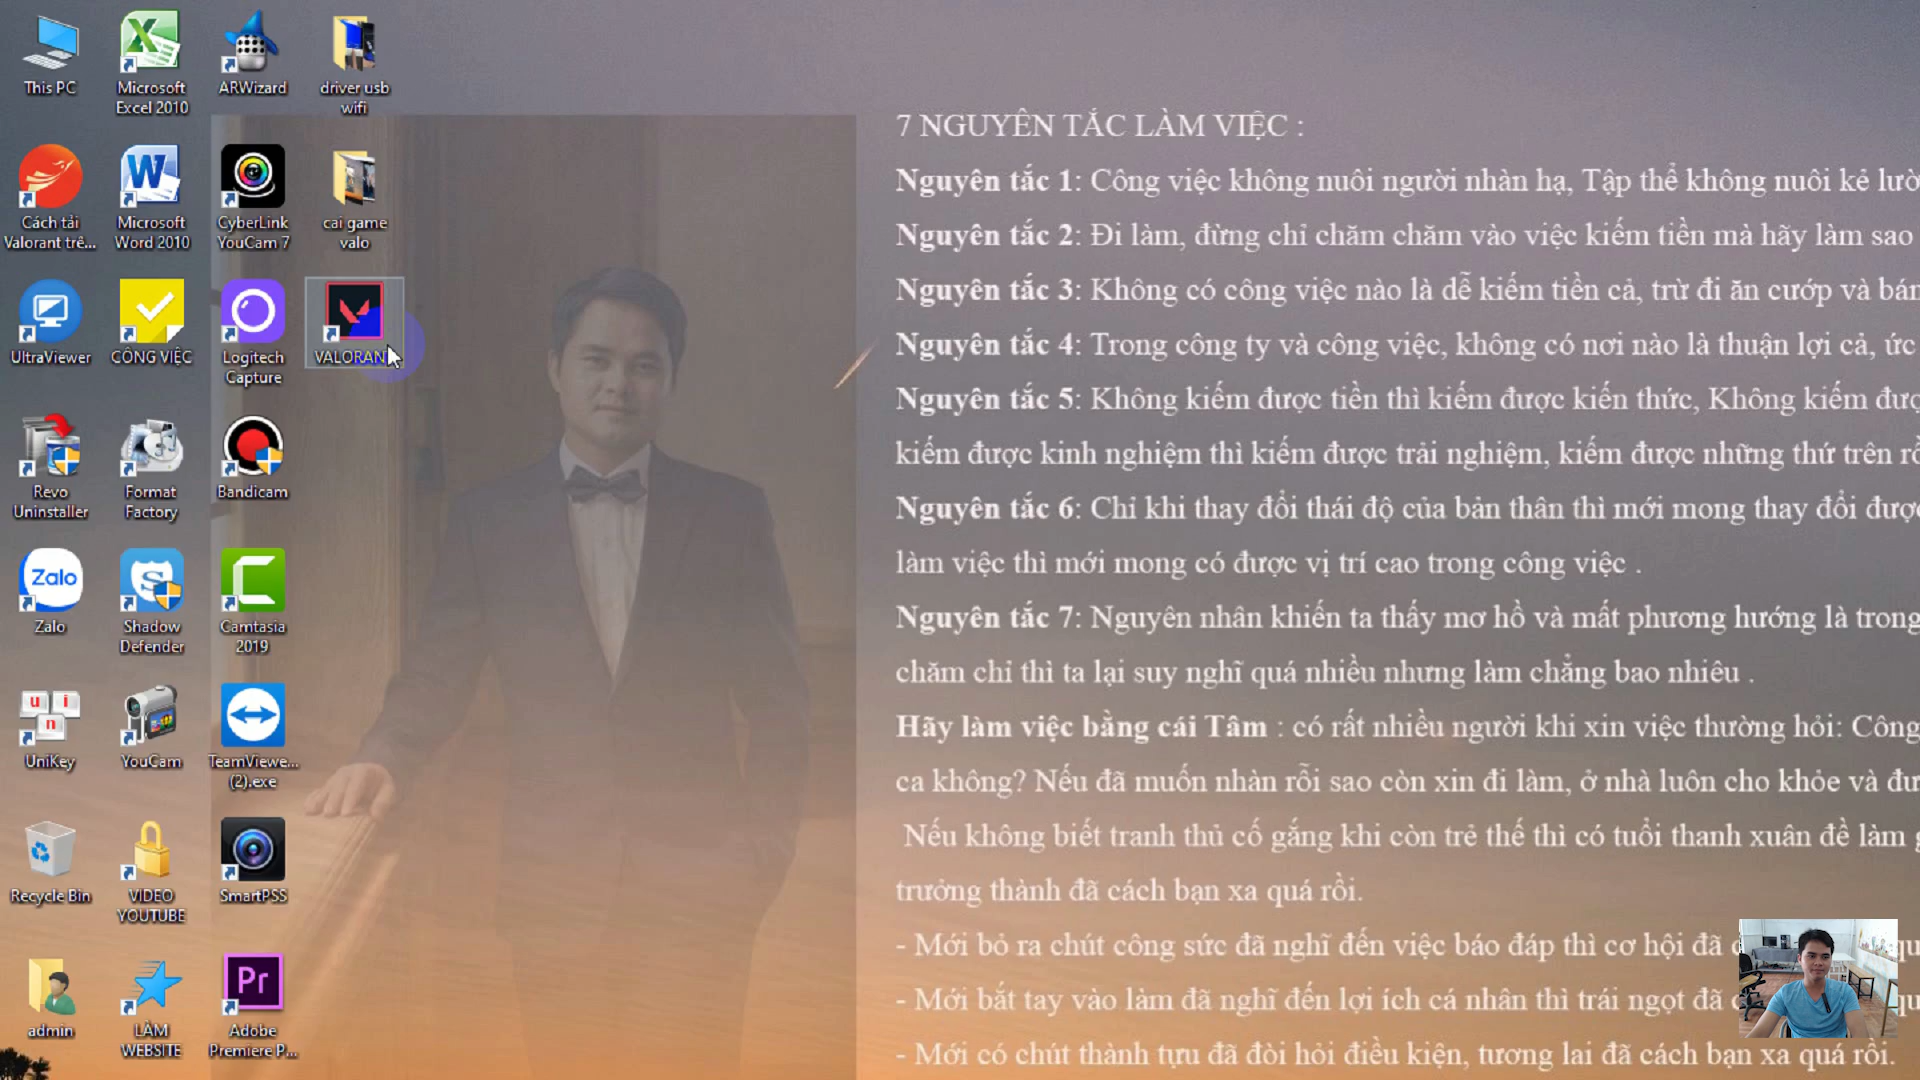 This PC
Microsoft
Excel 2010
ARWizard
driver usb
wifi
Cách tải
Valorant trê...
Microsoft
Word 2010
CyberLink
YouCam 7
cai game
valo
UltraViewer
CÔNG VIỆC
Logitech
Capture
VALORAN
Revo
Uninstaller
Format
Factory
Bandicam
Zalo
Zalo
Shadow
Defender
Camtasia
2019
UniKey
YouCam
TeamViewe...
(2).exe
Recycle Bin
VIDEO
YOUTUBE
SmartPSS
admin
LÀM
WEBSITE
Pr
Adobe
Premiere P...
7 NGUYÊN TẮC LÀM VIỆC :
Nguyên tắc 1: Công việc không nuôi người nhàn hạ, Tập thể không nuôi kẻ lườ
Nguyên tắc 2: Đi làm, đừng chỉ chăm chăm vào việc kiếm tiền mà hãy làm sao
Nguyên tắc 3: Không có công việc nào là dễ kiếm tiền cả, trừ đi ăn cướp và bán
Nguyên tắc 4: Trong công ty và công việc, không có nơi nào là thuận lợi cả, ức
Nguyên tắc 5: Không kiếm được tiền thì kiếm được kiến thức, Không kiếm đượ
kiếm được kinh nghiệm thì kiếm được trải nghiệm, kiếm được những thứ trên rồ
Nguyên tắc 6: Chỉ khi thay đổi thái độ của bản thân thì mới mong thay đổi đượ
làm việc thì mới mong có được vị trí cao trong công việc .
Nguyên tắc 7: Nguyên nhân khiến ta thấy mơ hồ và mất phương hướng là trong
chăm chỉ thì ta lại suy nghĩ quá nhiều nhưng làm chẳng bao nhiêu .
Hãy làm việc bằng cái Tâm : có rất nhiều người khi xin việc thường hỏi: Công
ca không? Nếu đã muốn nhàn rỗi sao còn xin đi làm, ở nhà luôn cho khỏe và đư
Nếu không biết tranh thủ cố gắng khi còn trẻ thế thì có tuổi thanh xuân để làm g
trưởng thành đã cách bạn xa quá rồi.
- Mới bỏ ra chút công sức đã nghĩ đến việc báo đáp thì cơ hội đã
- Mới bắt tay vào làm đã nghĩ đến lợi ích cá nhân thì trái ngọt đã
- Mới có chút thành tựu đã đòi hỏi điều kiện, tương lai đã cách bạn xa quá rồi.